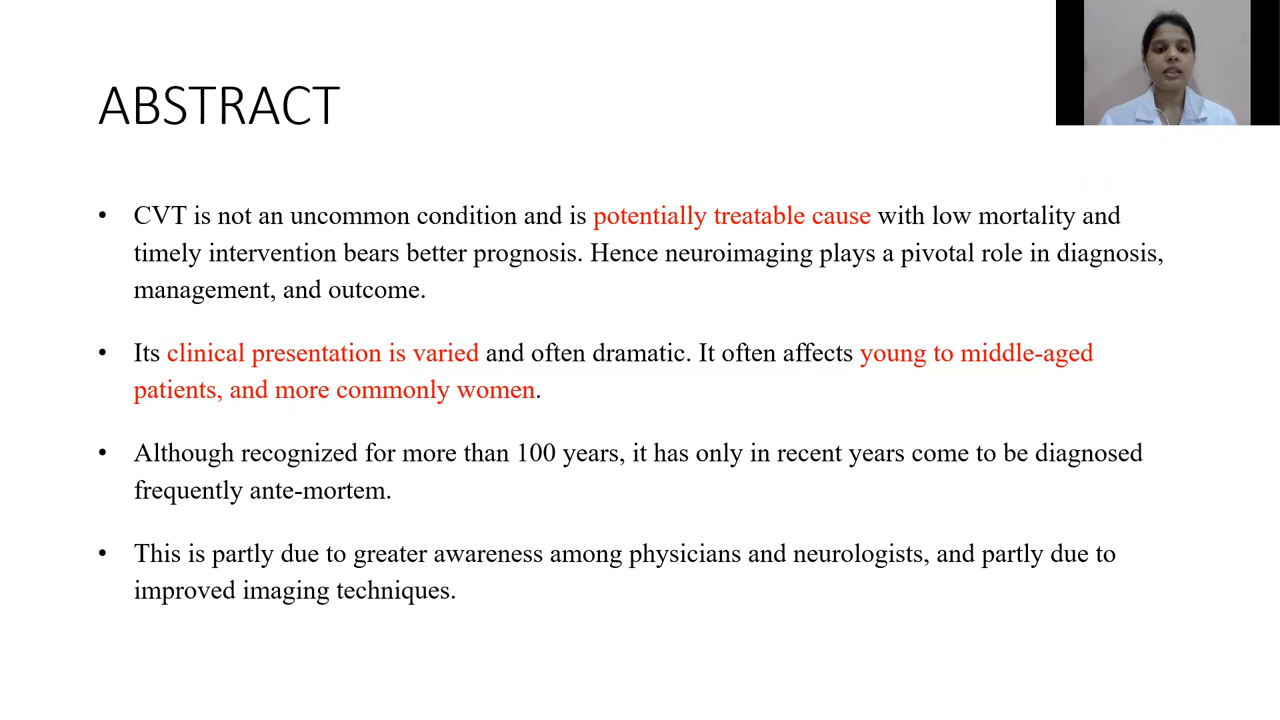 ABSTRACT
• CVT is not an uncommon condition and is potentially treatable cause with low mortality and
timely intervention bears better prognosis. Hence neuroimaging plays a pivotal role in diagnosis,
management, and outcome.
• Its clinical presentation is varied and often dramatic. It often affects young to middle-aged
patients, and more commonly women.
• Although recognized for more than 100 years, it has only in recent years come to be diagnosed
frequently ante-mortem.
• This is partly due to greater awareness among physicians and neurologists, and partly due to
improved imaging techniques.